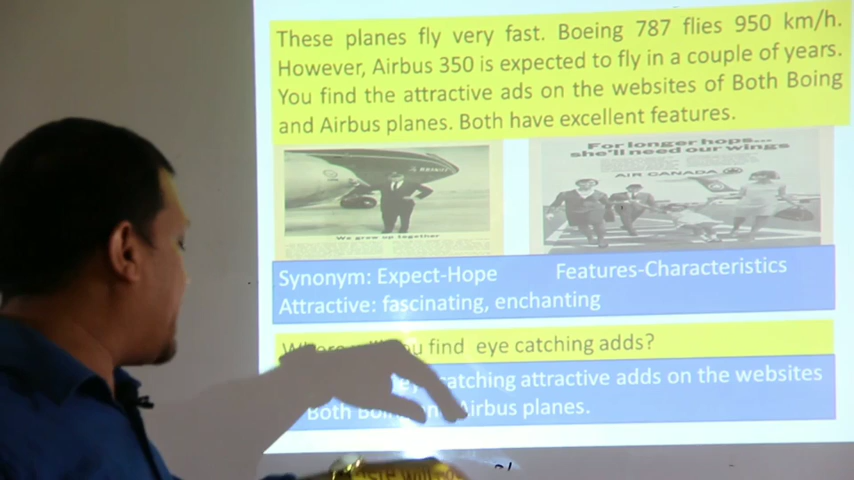 These planes fly very fast. Boeing 787 flies 950 km/h.
However, Airbus 350 is expected to fly in a couple of years.
You find the attractive ads on the websites of Both Boing
and Airbus planes. Both have excellent features.
For longer hops...
she'll need our wings
AIR CANADA
We grew up together
Synonym: Expect-Hope Features-Characteristics
Attractive: fascinating, enchanting
find eye catching adds?
catching attractive adds on the websites
Both Airbus planes.